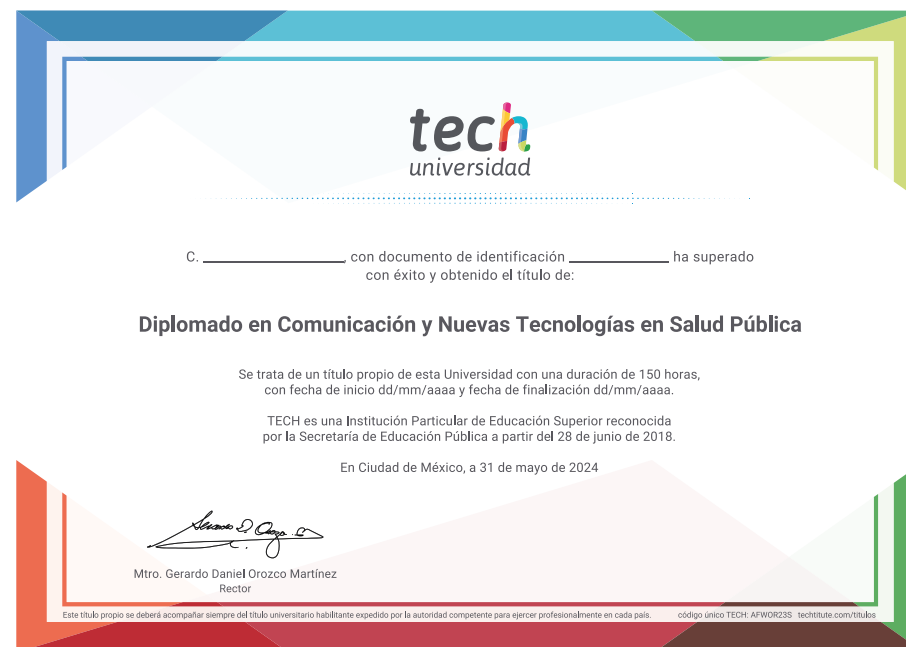 tech
universidad
C. ____________, con documento de identificación ____________ ha superado
con éxito y obtenido el título de:
Diplomado en Comunicación y Nuevas Tecnologías en Salud Pública
Se trata de un título propio de esta Universidad con una duración de 150 horas,
con fecha de inicio dd/mm/aaaa y fecha de finalización dd/mm/aaaa.
TECH es una Institución Particular de Educación Superior reconocida
por la Secretaría de Educación Pública a partir del 28 de junio de 2018.
En Ciudad de México, a 31 de mayo de 2024
Mtro. Gerardo Daniel Orozco Martínez
Rector
Este título propio se deberá acompañar siempre del título universitario habilitante expedido por la autoridad competente para ejercer profesionalmente en cada país. código único TECH: AFWOR23S techtitute.com/titulos